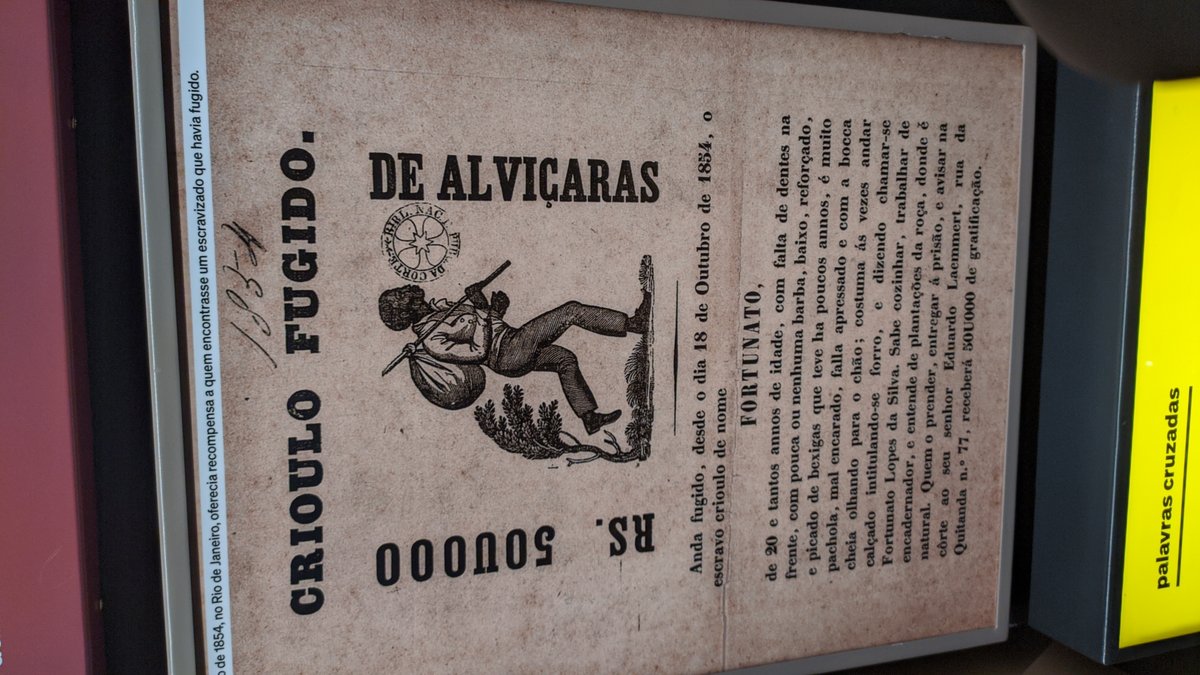 o de 1854, no Rio de Janeiro, oferecia recompensa a quem encontrasse um escravizado que havia fugido.
1854
CRIOULO FUGIDO.
RS. 50U000
DE ALVIÇARAS
BIBL. NAC.
DA CORTE
Anda fugido, desde o dia 18 de Outubro de 1854, o
escravo crioulo de nome
FORTUNATO,
de 20 e tantos annos de idade, com falta de dentes na
frente, com pouca ou nenhuma barba, baixo, reforçado,
e picado de bexigas que teve ha poucos annos, é muito
pachola, mal encarado, falla apressado e com a bocca
cheia olhando para o chão; costuma ás vezes andar
calçado intitulando-se forro, e dizendo chamar-se
Fortunato Lopes da Silva. Sabe cozinhar, trabalhar de
encadernador, e entende de plantações da roça, donde é
natural. Quem o prender, entregar á prisão, e avisar na
côrte ao seu senhor Eduardo Laemmert, rua da
Quitanda n.º 77, receberá 50U000 de gratificação.
palavras cruzadas